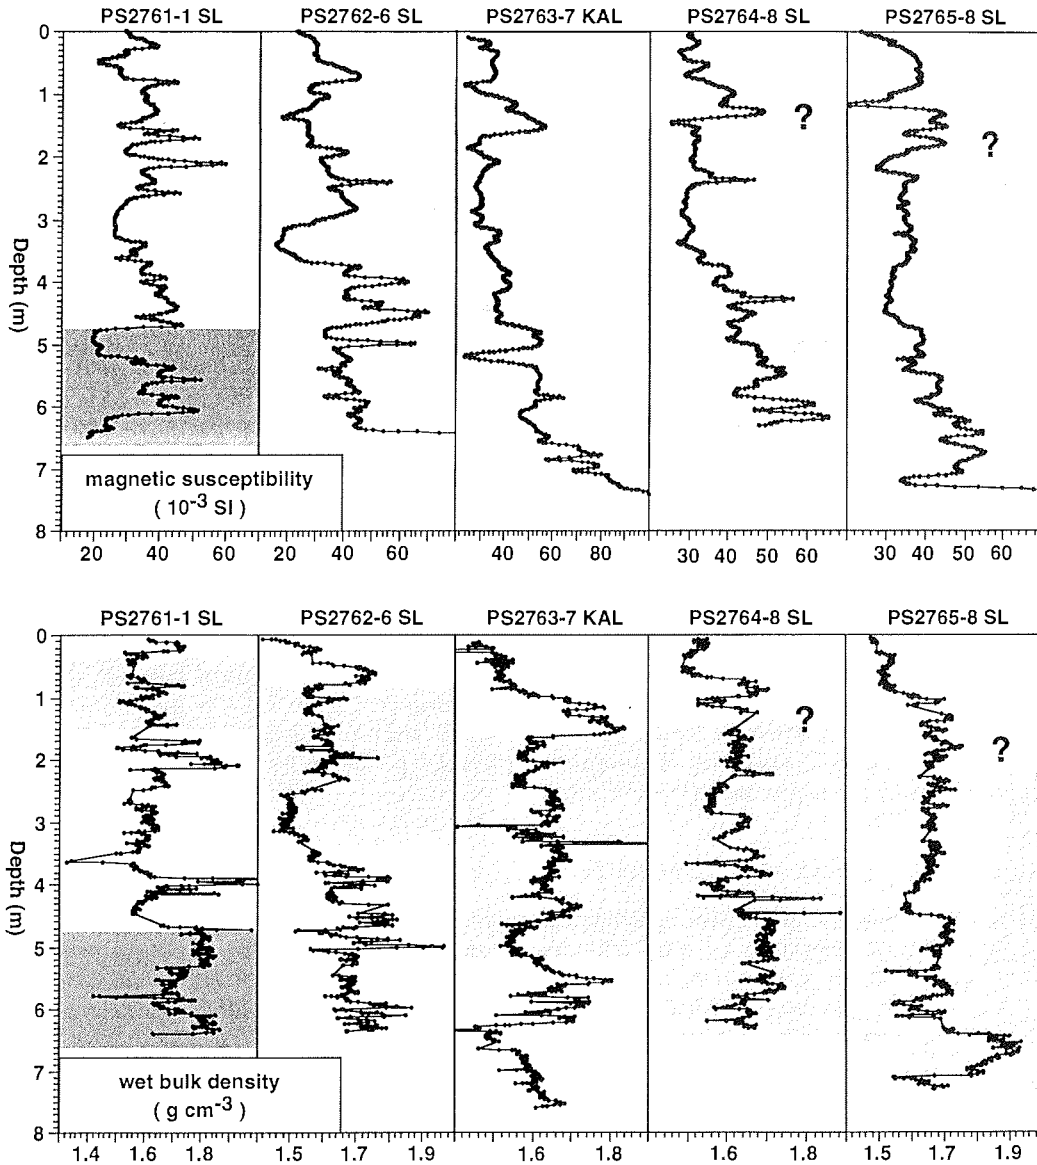 PS2761-1 SL PS2762-6 SL PS2763-7 KAL PS2764-8 SL PS2765-8 SL
0
1
?
?
2
3
Depth (m)
4
5
6
7
8
magnetic susceptibility
( 10-3 SI )
20 40 60 20 40 60 40 60 80 30 40 50 60 30 40 50 60
PS2761-1 SL PS2762-6 SL PS2763-7 KAL PS2764-8 SL PS2765-8 SL
0
1
?
?
2
3
Depth (m)
4
5
6
7
8
wet bulk density
( g cm-3 )
1.4 1.6 1.8 1.5 1.7 1.9 1.6 1.8 1.5 1.7 1.9 1.5 1.7 1.9